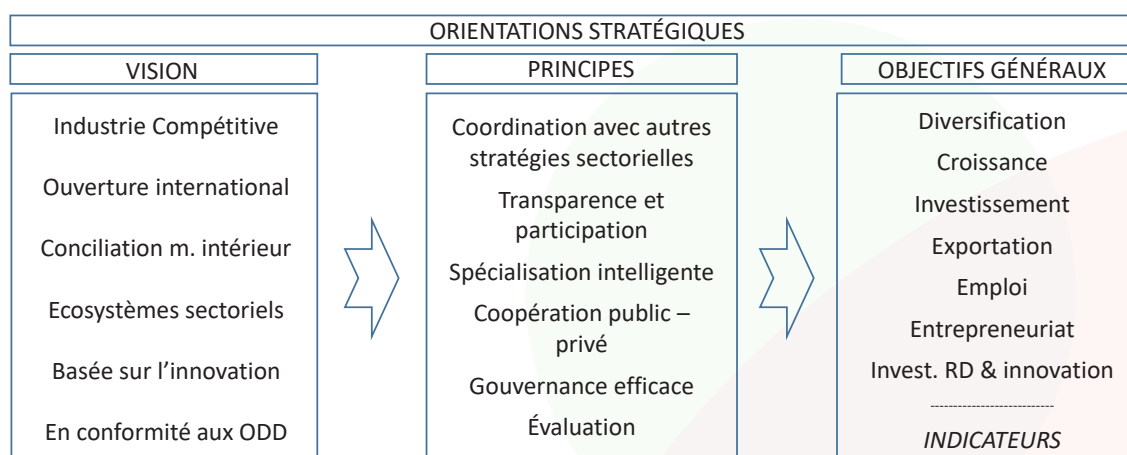 ORIENTATIONS STRATÉGIQUES
VISION
Industrie Compétitive
Ouverture international
Conciliation m. intérieur
Ecosystèmes sectoriels
Basée sur l'innovation
En conformité aux ODD
PRINCIPES
Coordination avec autres
stratégies sectorielles
Transparence et
participation
Spécialisation intelligente
Coopération public –
privé
Gouvernance efficace
Évaluation
OBJECTIFS GÉNÉRAUX
Diversification
Croissance
Investissement
Exportation
Emploi
Entrepreneuriat
Invest. RD & innovation
---------------------------
INDICATEURS